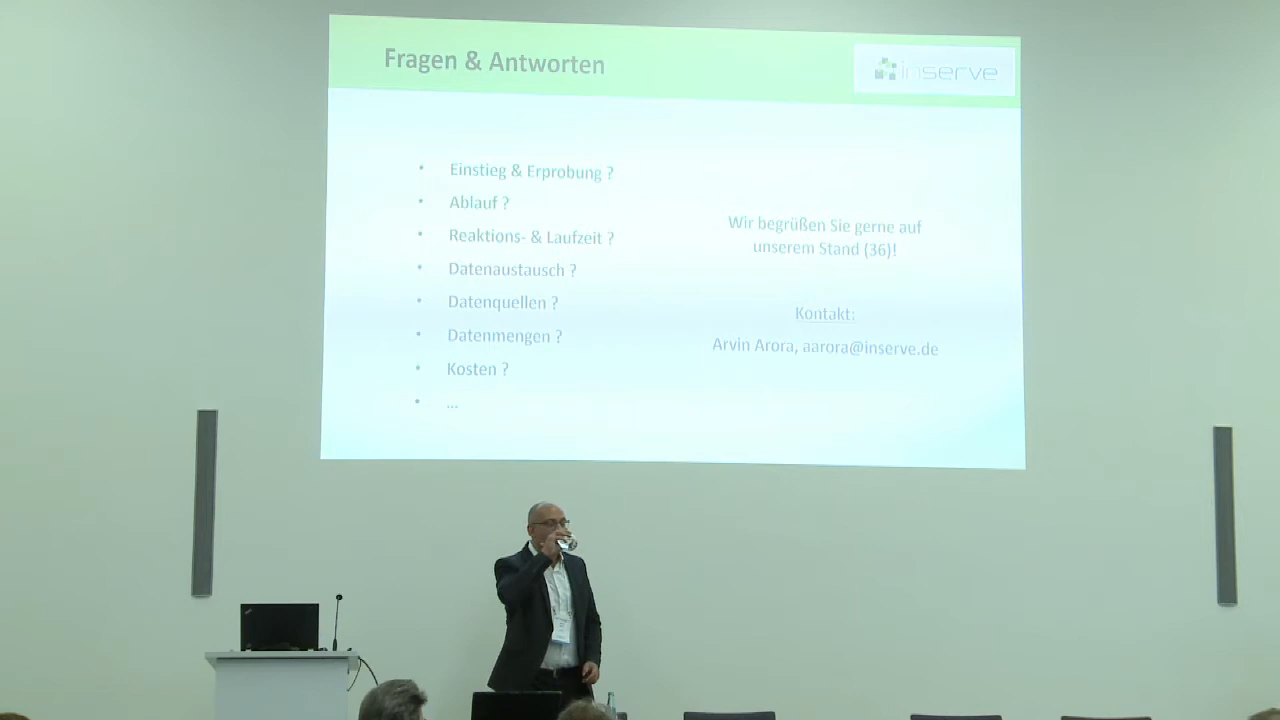 Fragen & Antworten
inserve
• Einstieg & Erprobung ?
• Ablauf ?
• Reaktions- & Laufzeit ?
• Datenaustausch ?
• Datenquellen ?
• Datenmengen ?
• Kosten ?
• ...
Wir begrüßen Sie gerne auf
unserem Stand (36)!
Kontakt:
Arvin Arora, aarora@inserve.de